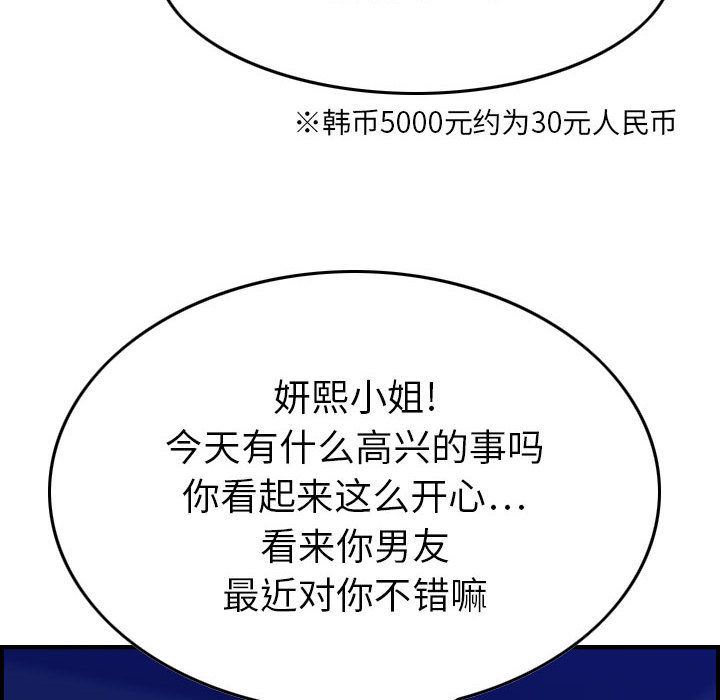 ※韩币5000元约为30元人民币
妍熙小姐!
今天有什么高兴的事吗
你看起来这么开心...
看来你男友
最近对你不错嘛